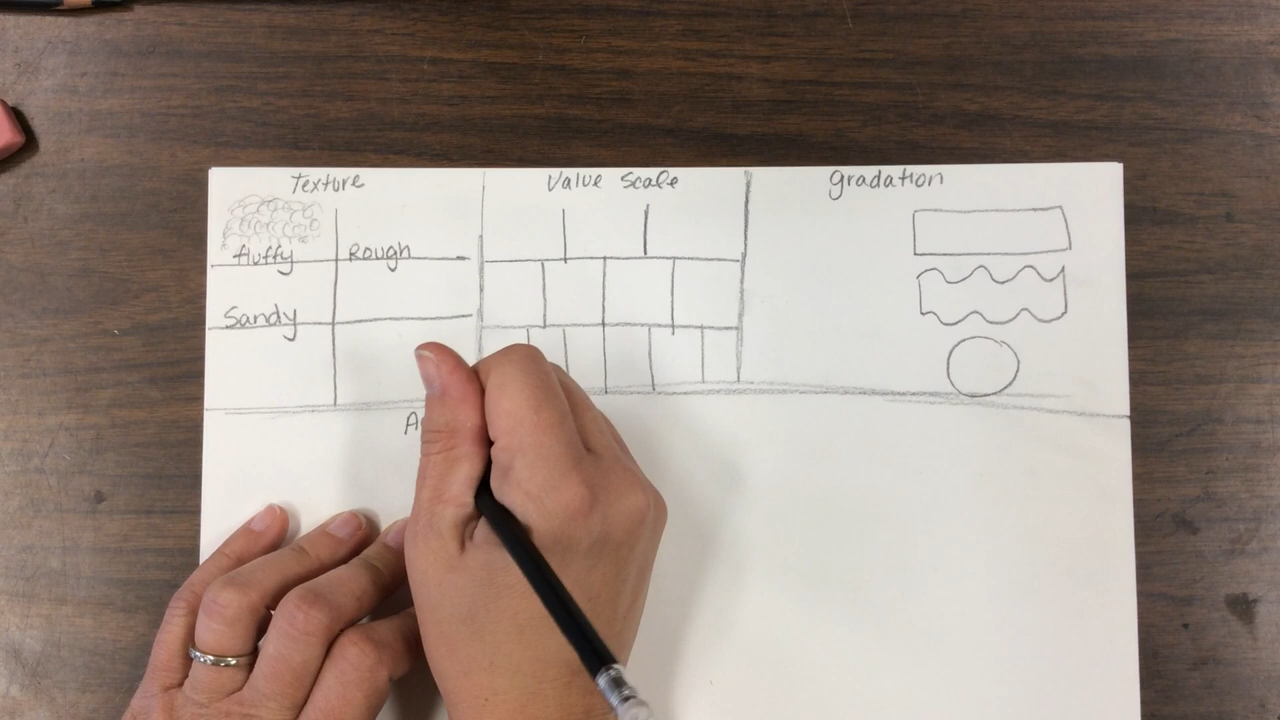 Texture
Value Scale
gradation
fluffy
Rough
Sandy